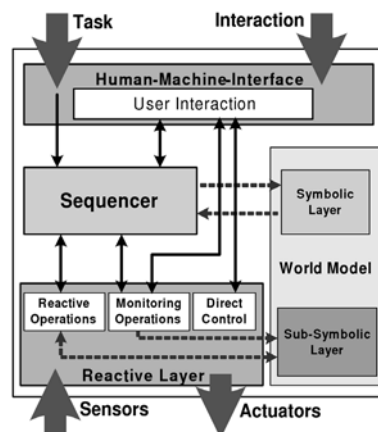 Task
Interaction
Human-Machine-Interface
User Interaction
Sequencer
Symbolic
Layer
World Model
Reactive
Operations
Monitoring
Operations
Direct
Control
Sub-Symbolic
Layer
Reactive Layer
Sensors
Actuators